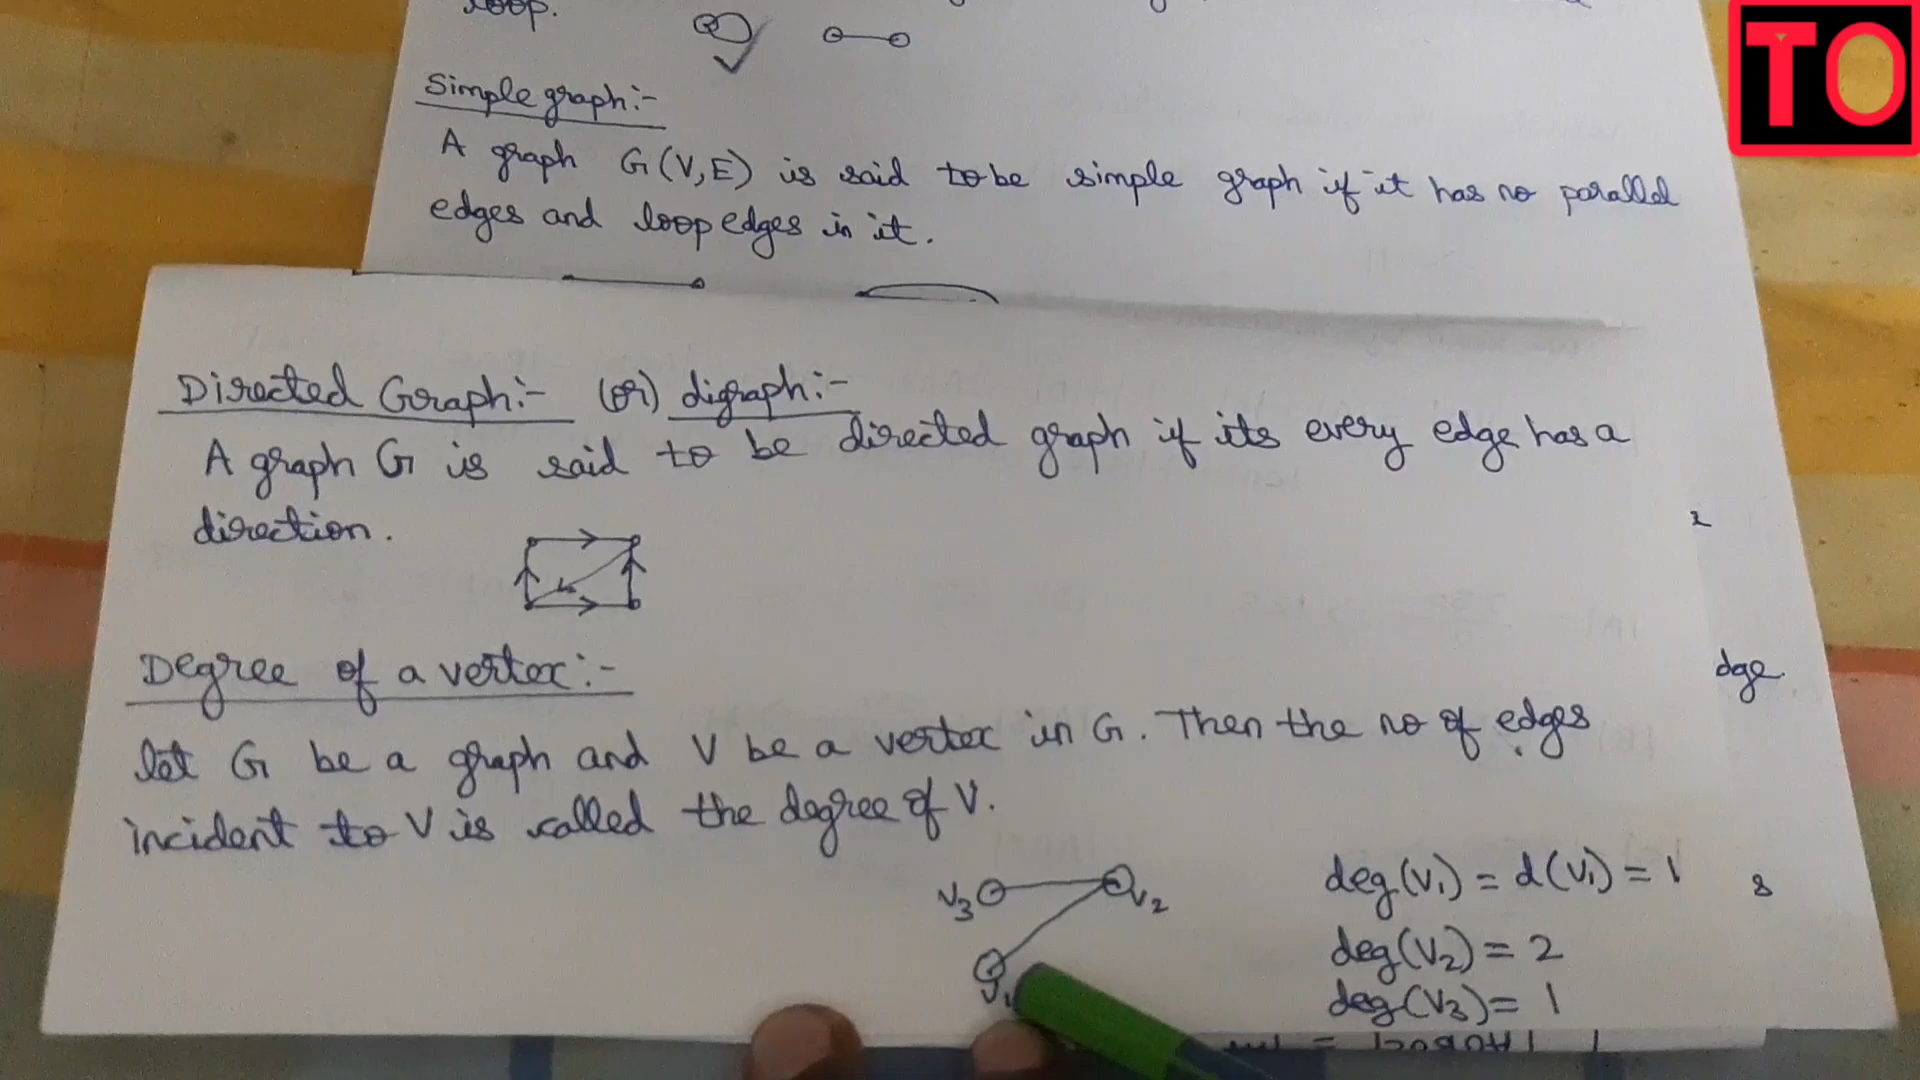 loop.
TO
Simple graph:-
A graph G(V,E) is said to be simple graph if it has no parallel
edges and loop edges in it.
Directed Graph:- (or) digraph:-
A graph G is said to be directed graph if its every edge has a
direction.
Degree of a vertex:-
dge
let G be a graph and V be a vertex in G. Then the no of edges
incident to V is called the degree of V.
V3 V2
V1
deg(V1) = d(V1) = 1
s
deg(V2) = 2
deg(V3) = 1